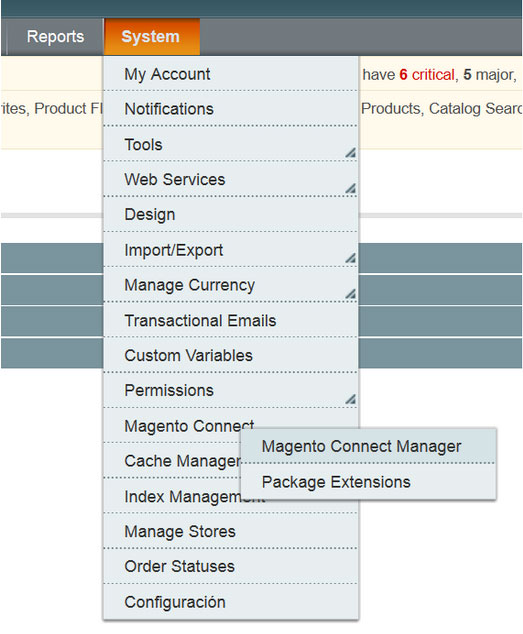 Reports System
My Account
have 6 critical, 5 major,
Notifications
rites, Product Fl
Products, Catalog Searc
Tools
Web Services
Design
Import/Export
Manage Currency
Transactional Emails
Custom Variables
Permissions
Magento Connect
Magento Connect Manager
Cache Manager
Package Extensions
Index Management
Manage Stores
Order Statuses
Configuración